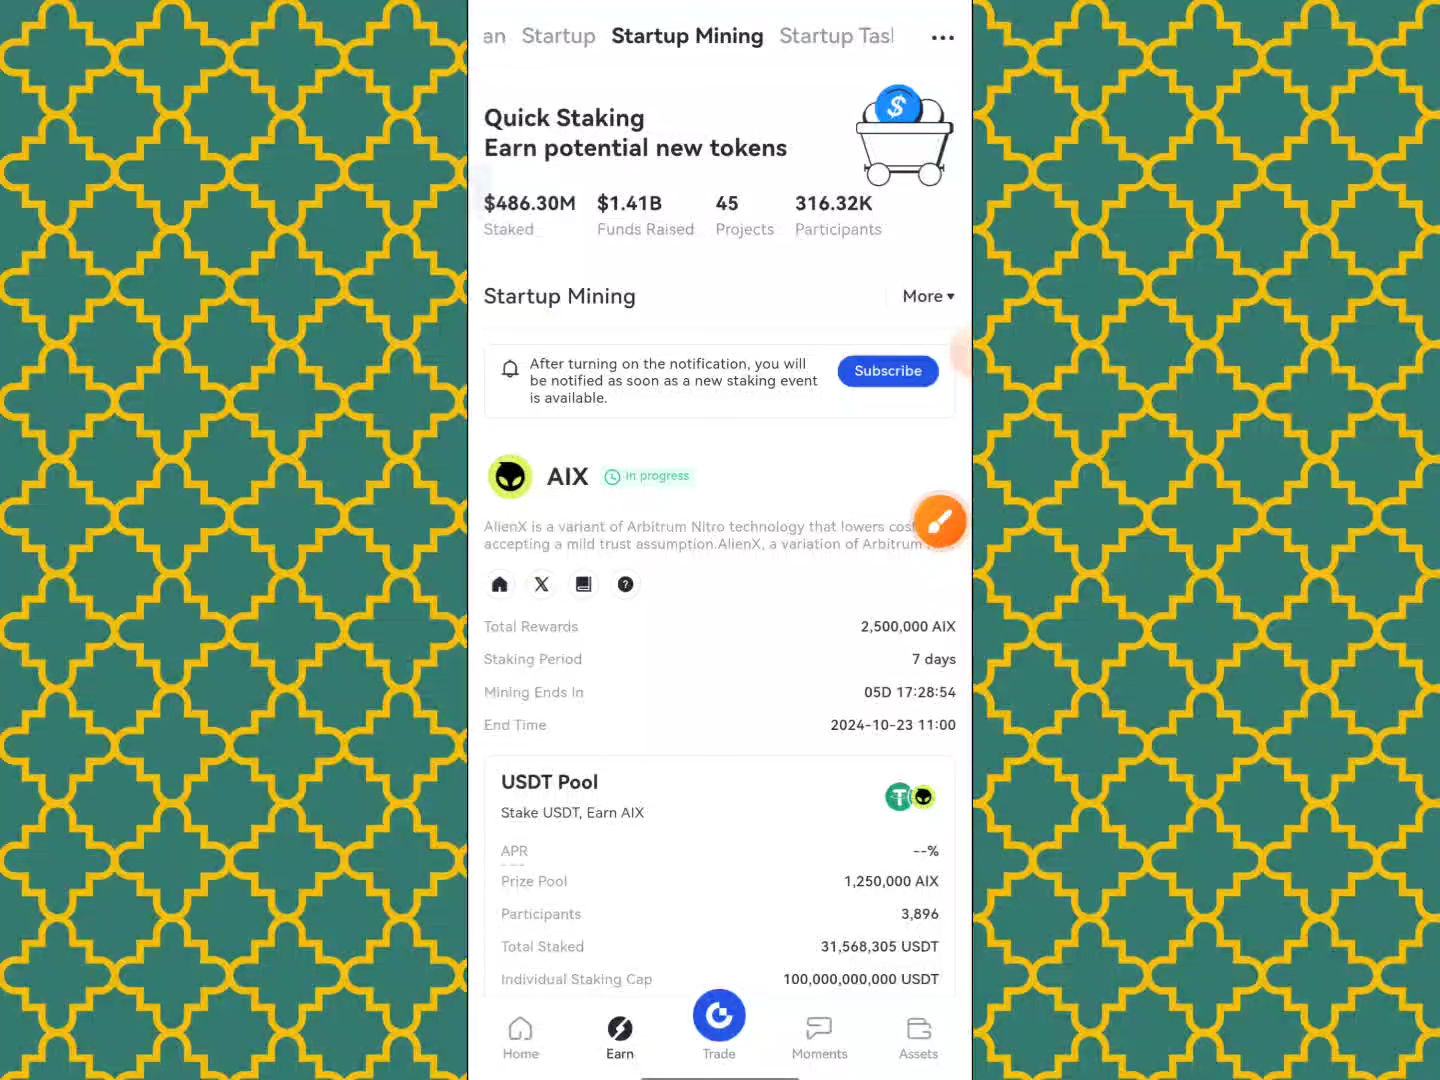 an Startup Startup Mining Startup Tas
Quick Staking
Earn potential new tokens
$486.30M $1.41B 45 316.32K
Staked Funds Raised Projects Participants
Startup Mining More
After turning on the notification, you will
be notified as soon as a new staking event
is available.
Subscribe
AIX in progress
AlienX is a variant of Arbitrum Nitro technology that lowers cos
accepting a mild trust assumption.AlienX, a variation of Arbitrum
Total Rewards 2,500,000 AIX
Staking Period 7 days
Mining Ends In 05D 17:28:54
End Time 2024-10-23 11:00
USDT Pool
Stake USDT, Earn AIX
APR --%
Prize Pool 1,250,000 AIX
Participants 3,896
Total Staked 31,568,305 USDT
Individual Staking Cap 100,000,000,000 USDT
Home Earn Trade Moments Assets